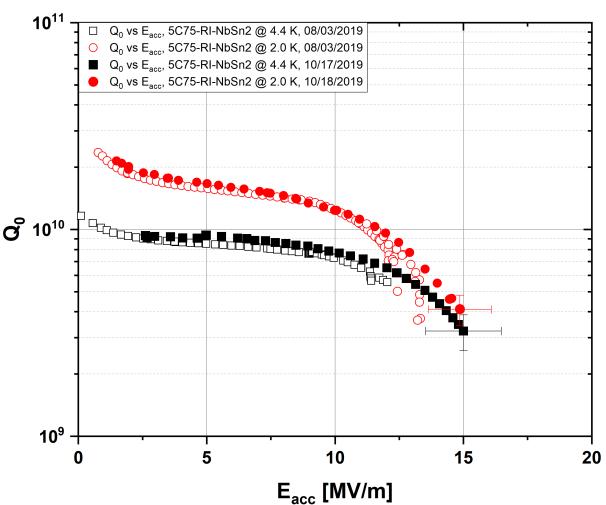 10¹¹
Q₀ vs Eacc, 5C75-RI-NbSn2 @ 4.4 K, 08/03/2019
Q₀ vs Eacc, 5C75-RI-NbSn2 @ 2.0 K, 08/03/2019
Q₀ vs Eacc, 5C75-RI-NbSn2 @ 4.4 K, 10/17/2019
Q₀ vs Eacc, 5C75-RI-NbSn2 @ 2.0 K, 10/18/2019
Q₀
10¹⁰
10⁹
0 5 10 15 20
Eacc [MV/m]